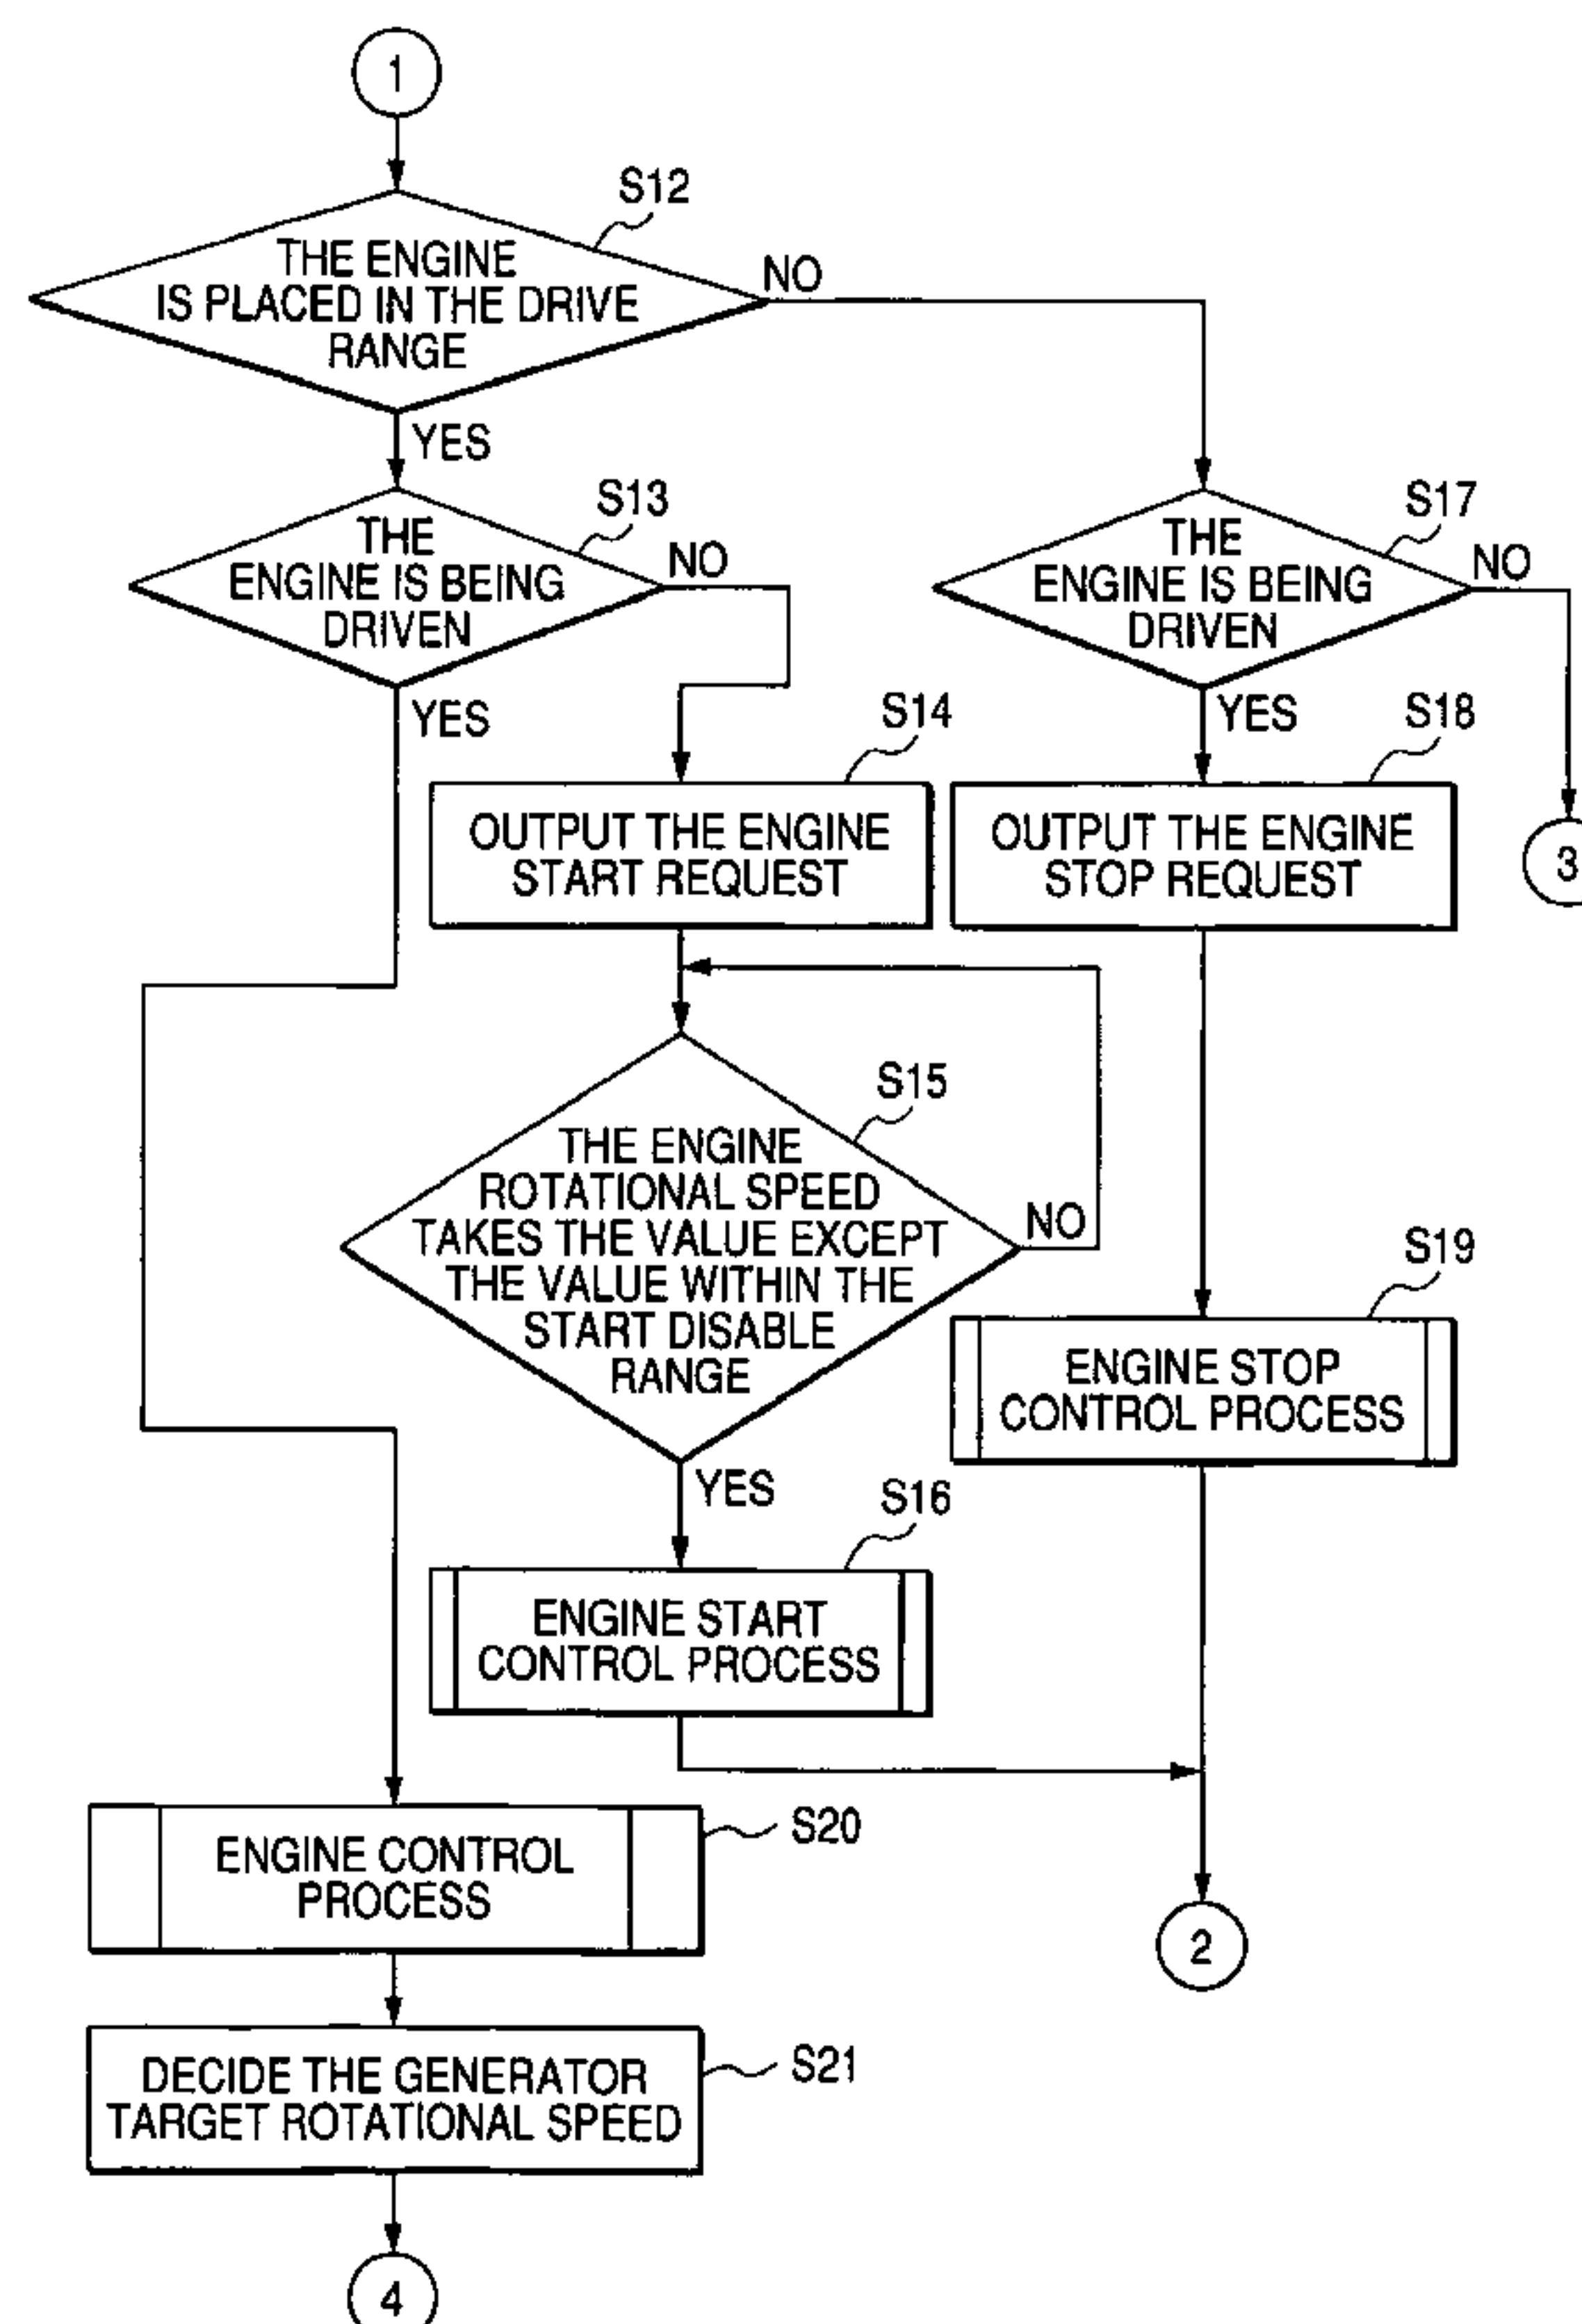 1
S12
THE ENGINE
IS PLACED IN THE DRIVE
RANGE
NO
YES
S13
THE
ENGINE IS BEING
DRIVEN
NO
YES
S17
THE
ENGINE IS BEING
DRIVEN
NO
YES
S14
OUTPUT THE ENGINE
START REQUEST
S18
OUTPUT THE ENGINE
STOP REQUEST
3
S15
THE ENGINE
ROTATIONAL SPEED
TAKES THE VALUE EXCEPT
THE VALUE WITHIN THE
START DISABLE
RANGE
NO
YES
S19
ENGINE STOP
CONTROL PROCESS
S16
ENGINE START
CONTROL PROCESS
S20
ENGINE CONTROL
PROCESS
2
S21
DECIDE THE GENERATOR
TARGET ROTATIONAL SPEED
4